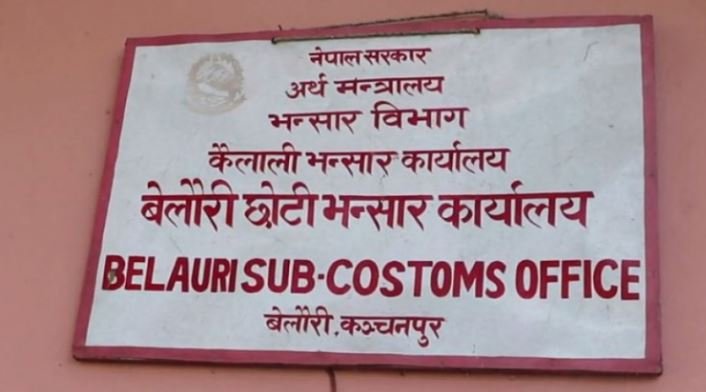 नेपाल सरकार
अर्थ मन्त्रालय
भन्सार विभाग
कैलाली भन्सार कार्यालय
बेलौरी छोटी भन्सार कार्यालय
BELAURI SUB-COSTOMS OFFICE
बेलौरी, कञ्चनपुर